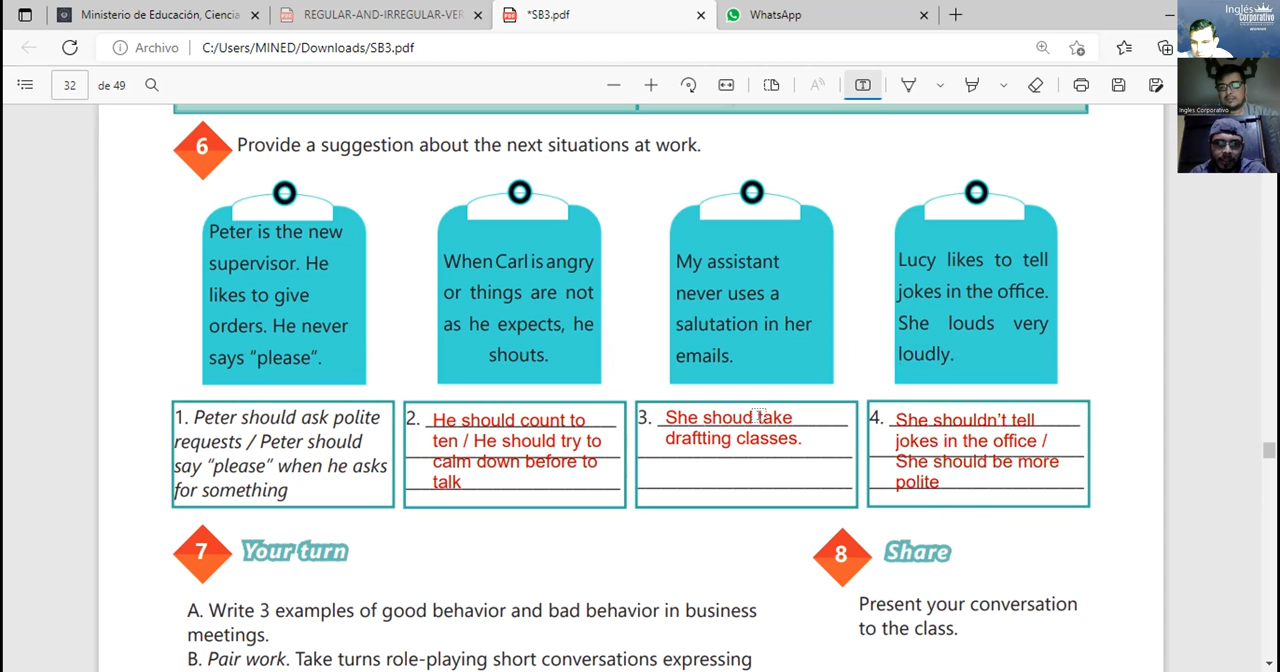 Ministerio de Educación, Ciencia
REGULAR-AND-IRREGULAR-VER
*SB3.pdf
WhatsApp
Archivo
C:/Users/MINED/Downloads/SB3.pdf
32 de 49
Inglés
Corporativo
Ingles Corporativo
6 Provide a suggestion about the next situations at work.
Peter is the new
supervisor. He
likes to give
orders. He never
says “please”.
When Carl is angry
or things are not
as he expects, he
shouts.
My assistant
never uses a
salutation in her
emails.
Lucy likes to tell
jokes in the office.
She louds very
loudly.
1. Peter should ask polite
requests / Peter should
say “please” when he asks
for something
2. He should count to
ten / He should try to
calm down before to
talk
3. She shoud take
draftting classes.
4. She shouldn’t tell
jokes in the office /
She should be more
polite
7 Your turn
A. Write 3 examples of good behavior and bad behavior in business
meetings.
B. Pair work. Take turns role-playing short conversations expressing
8 Share
Present your conversation
to the class.